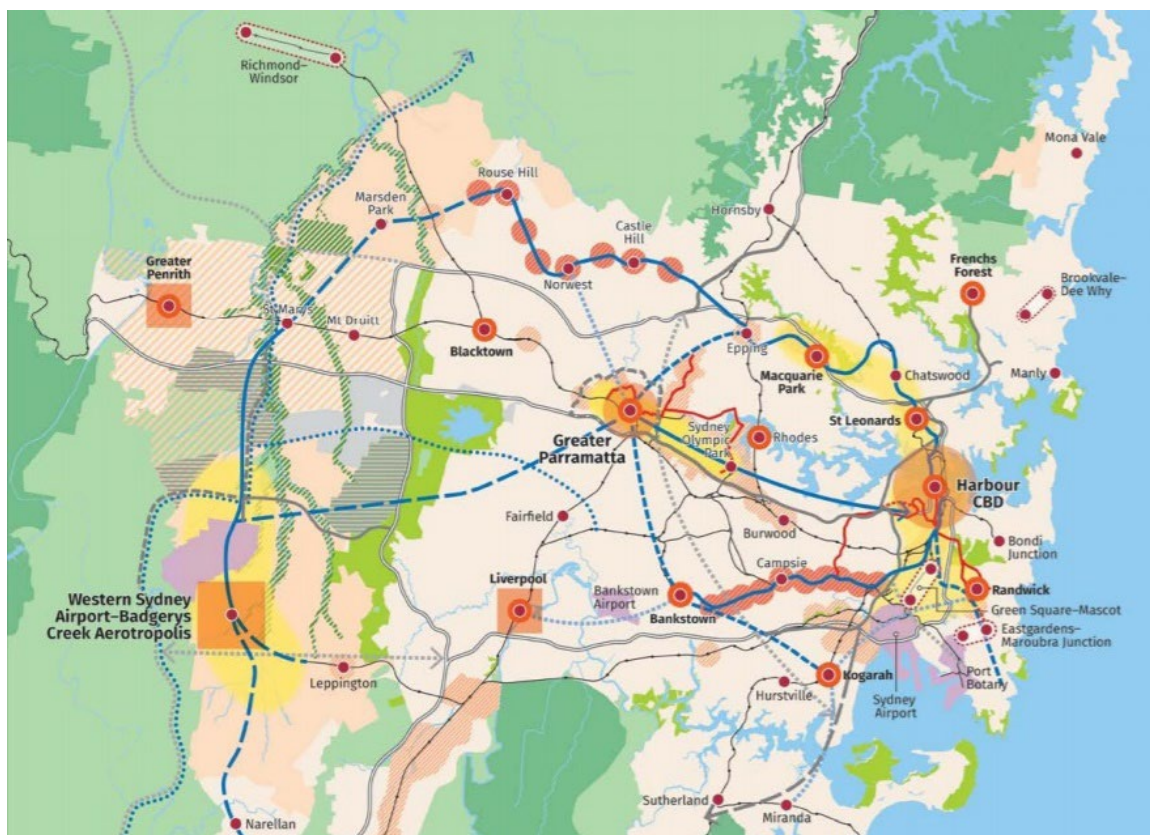 Richmond–
Windsor
Mona Vale
Rouse Hill
Marsden
Park
Hornsby
Castle
Hill
Greater
Penrith
Frenchs
Forest
Norwest
Brookvale–
Dee Why
St Marys
Mt Druitt
Blacktown
Epping
Macquarie
Park
Chatswood
Manly
St Leonards
Greater
Parramatta
Sydney
Olympic
Park
Rhodes
Harbour
CBD
Fairfield
Burwood
Bondi
Junction
Campsie
Liverpool
Bankstown
Airport
Bankstown
Randwick
Western Sydney
Airport–Badgerys
Creek Aerotropolis
Green Square–Mascot
Eastgardens–
Maroubra Junction
Leppington
Kogarah
Port
Botany
Hurstville
Sydney
Airport
Sutherland
Miranda
Narellan